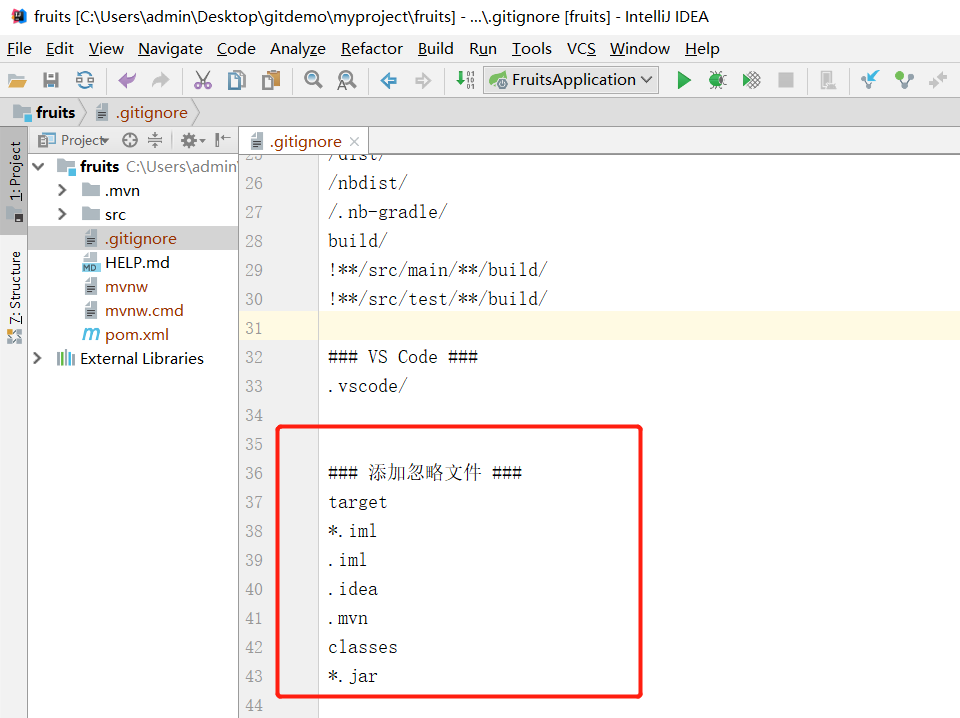 fruits [C:\Users\admin\Desktop\gitdemo\myproject\fruits] - ...\.gitignore [fruits] - IntelliJ IDEA
File Edit View Navigate Code Analyze Refactor Build Run Tools VCS Window Help
FruitsApplication
fruits .gitignore
1: Project
Z: Structure
Project
fruits C:\Users\admin
.mvn
src
.gitignore
HELP.md
mvnw
mvnw.cmd
pom.xml
External Libraries
.gitignore
25 /dist/
26 /nbdist/
27 /.nb-gradle/
28 build/
29 !**/src/main/**/build/
30 !**/src/test/**/build/
31
32 ### VS Code ###
33 .vscode/
34
35
36 ### 添加忽略文件 ###
37 target
38 *.iml
39 .iml
40 .idea
41 .mvn
42 classes
43 *.jar
44